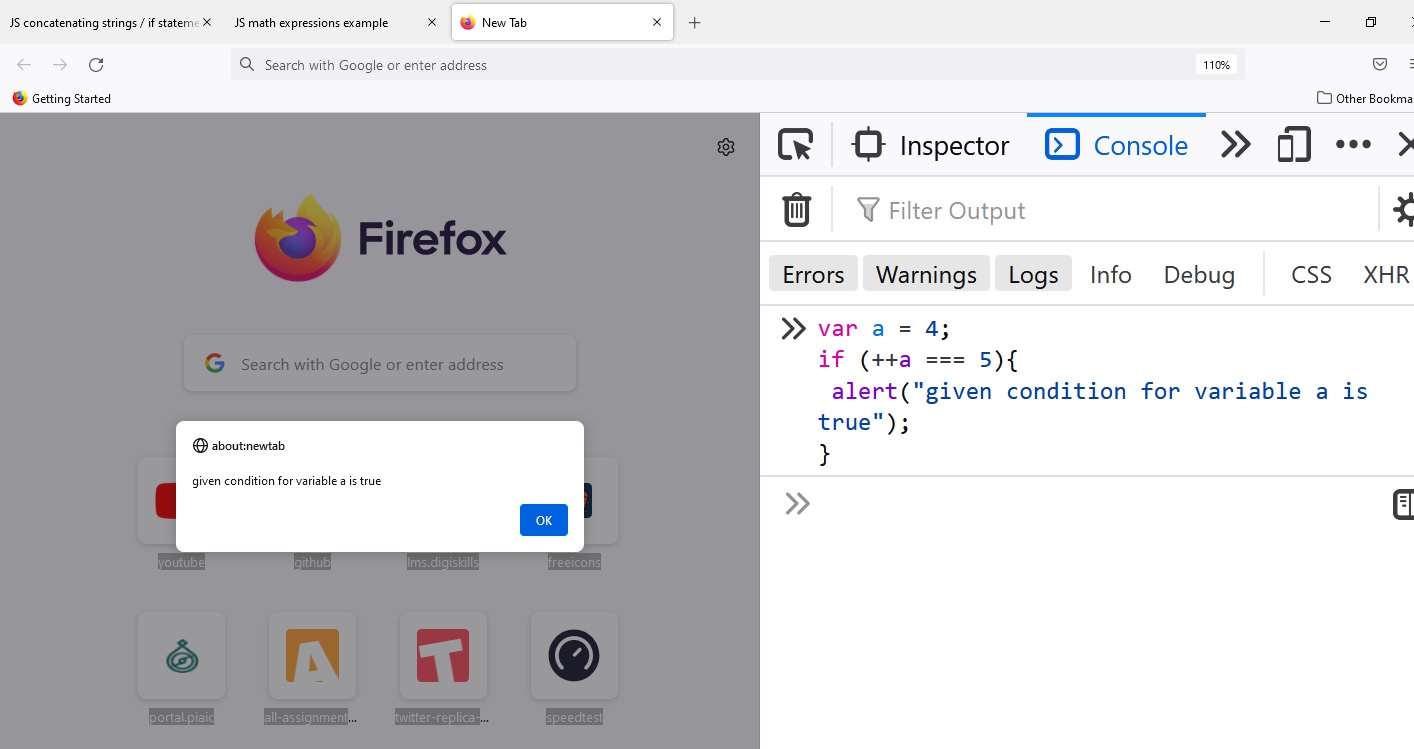 JS concatenating strings / if stateme
JS math expressions example
New Tab
Search with Google or enter address
110%
Getting Started
Other Bookma
Inspector
Console
Filter Output
Errors
Warnings
Logs
Info
Debug
CSS
XHR
Firefox
Search with Google or enter address
about:newtab
given condition for variable a is true
OK
youtube
github
lms.digiskills
freeicons
portal.piaic
all-assignment...
twitter-replica-...
speedtest
var a = 4;
if (++a === 5){
alert("given condition for variable a is
true");
}